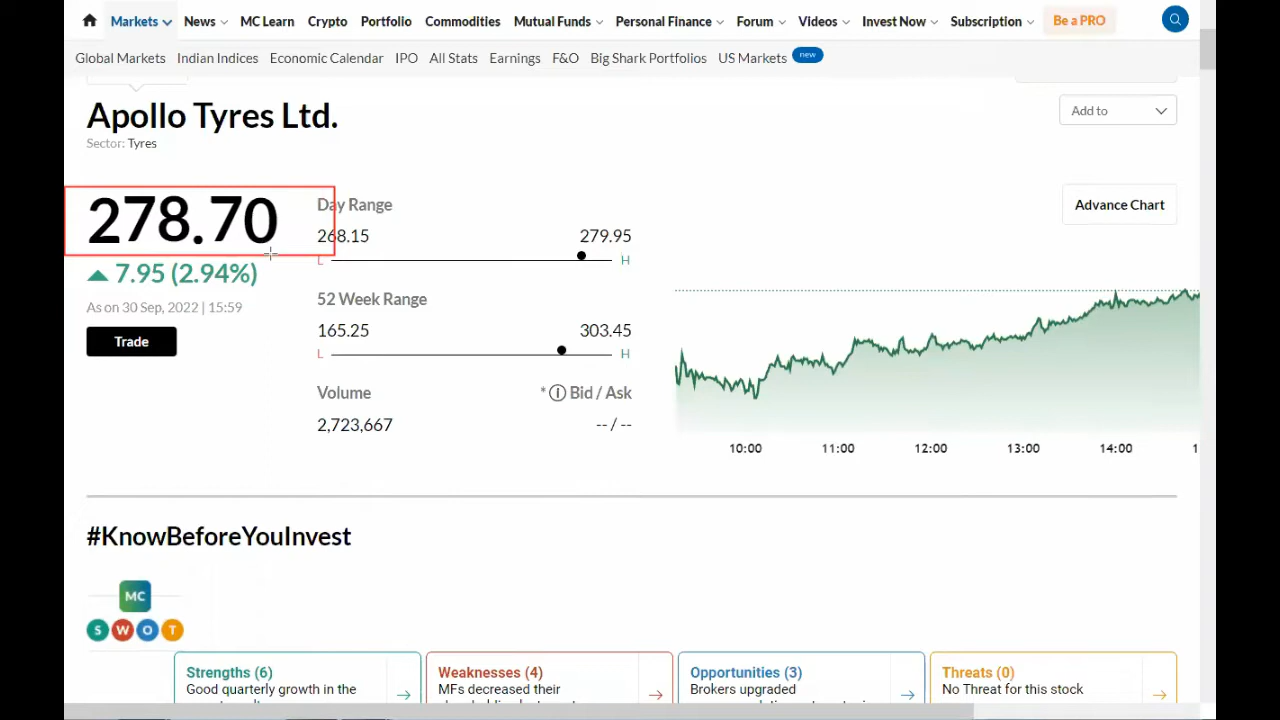 Markets News MC Learn Crypto Portfolio Commodities Mutual Funds Personal Finance Forum Videos Invest Now Subscription Be a PRO
Global Markets Indian Indices Economic Calendar IPO All Stats Earnings F&O Big Shark Portfolios US Markets new
Apollo Tyres Ltd.
Add to
Sector: Tyres
278.70
Day Range
Advance Chart
268.15 279.95
L H
7.95 (2.94%)
As on 30 Sep, 2022 | 15:59
52 Week Range
165.25 303.45
Trade
L H
Volume * Bid / Ask
2,723,667 -- / --
10:00 11:00 12:00 13:00 14:00 1
#KnowBeforeYouInvest
MC
S W O T
Strengths (6) Weaknesses (4) Opportunities (3) Threats (0)
Good quarterly growth in the MFs decreased their Brokers upgraded No Threat for this stock